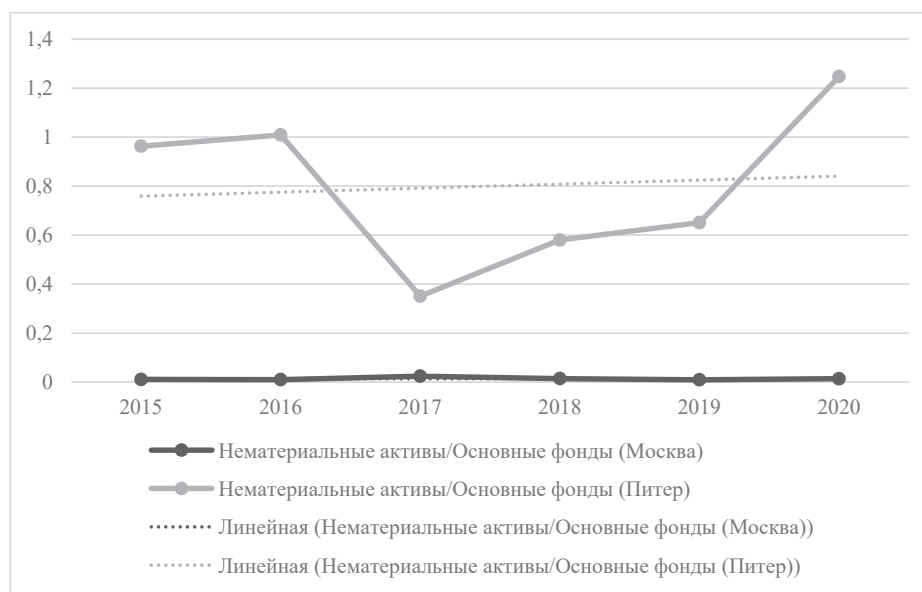 1,4
1,2
1
0,8
0,6
0,4
0,2
0
2015 2016 2017 2018 2019 2020
Нематериальные активы/Основные фонды (Москва)
Нематериальные активы/Основные фонды (Питер)
Линейная (Нематериальные активы/Основные фонды (Москва))
Линейная (Нематериальные активы/Основные фонды (Питер))